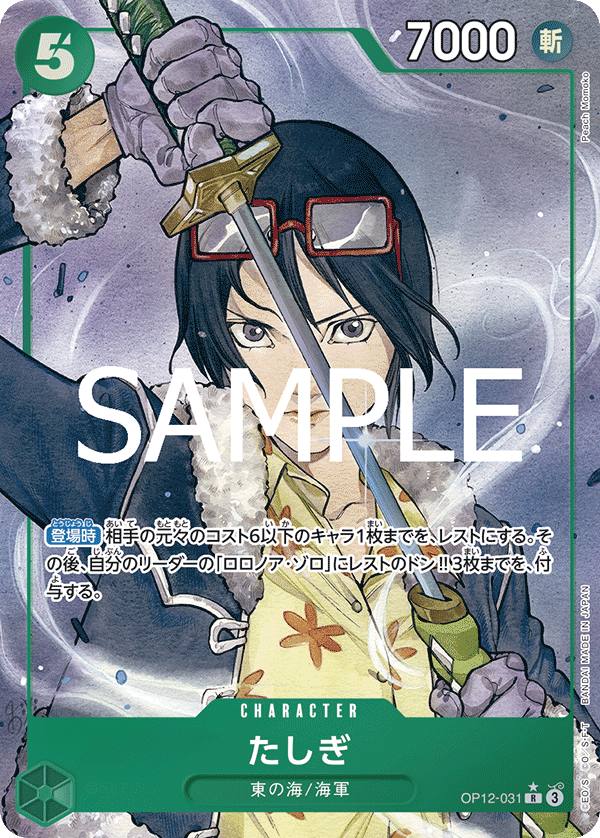 5
7000
斬
Peach Momoko
SAMPLE
登場時 相手の元々のコスト6以下のキャラ1枚までを、レストにする。そ
の後、自分のリーダーの「ロロノア・ゾロ」にレストのドン!!3枚までを、付
与する。
BANDAI MADE IN JAPAN
CHARACTER
たしぎ
東の海/海軍
OP12-031 R 3